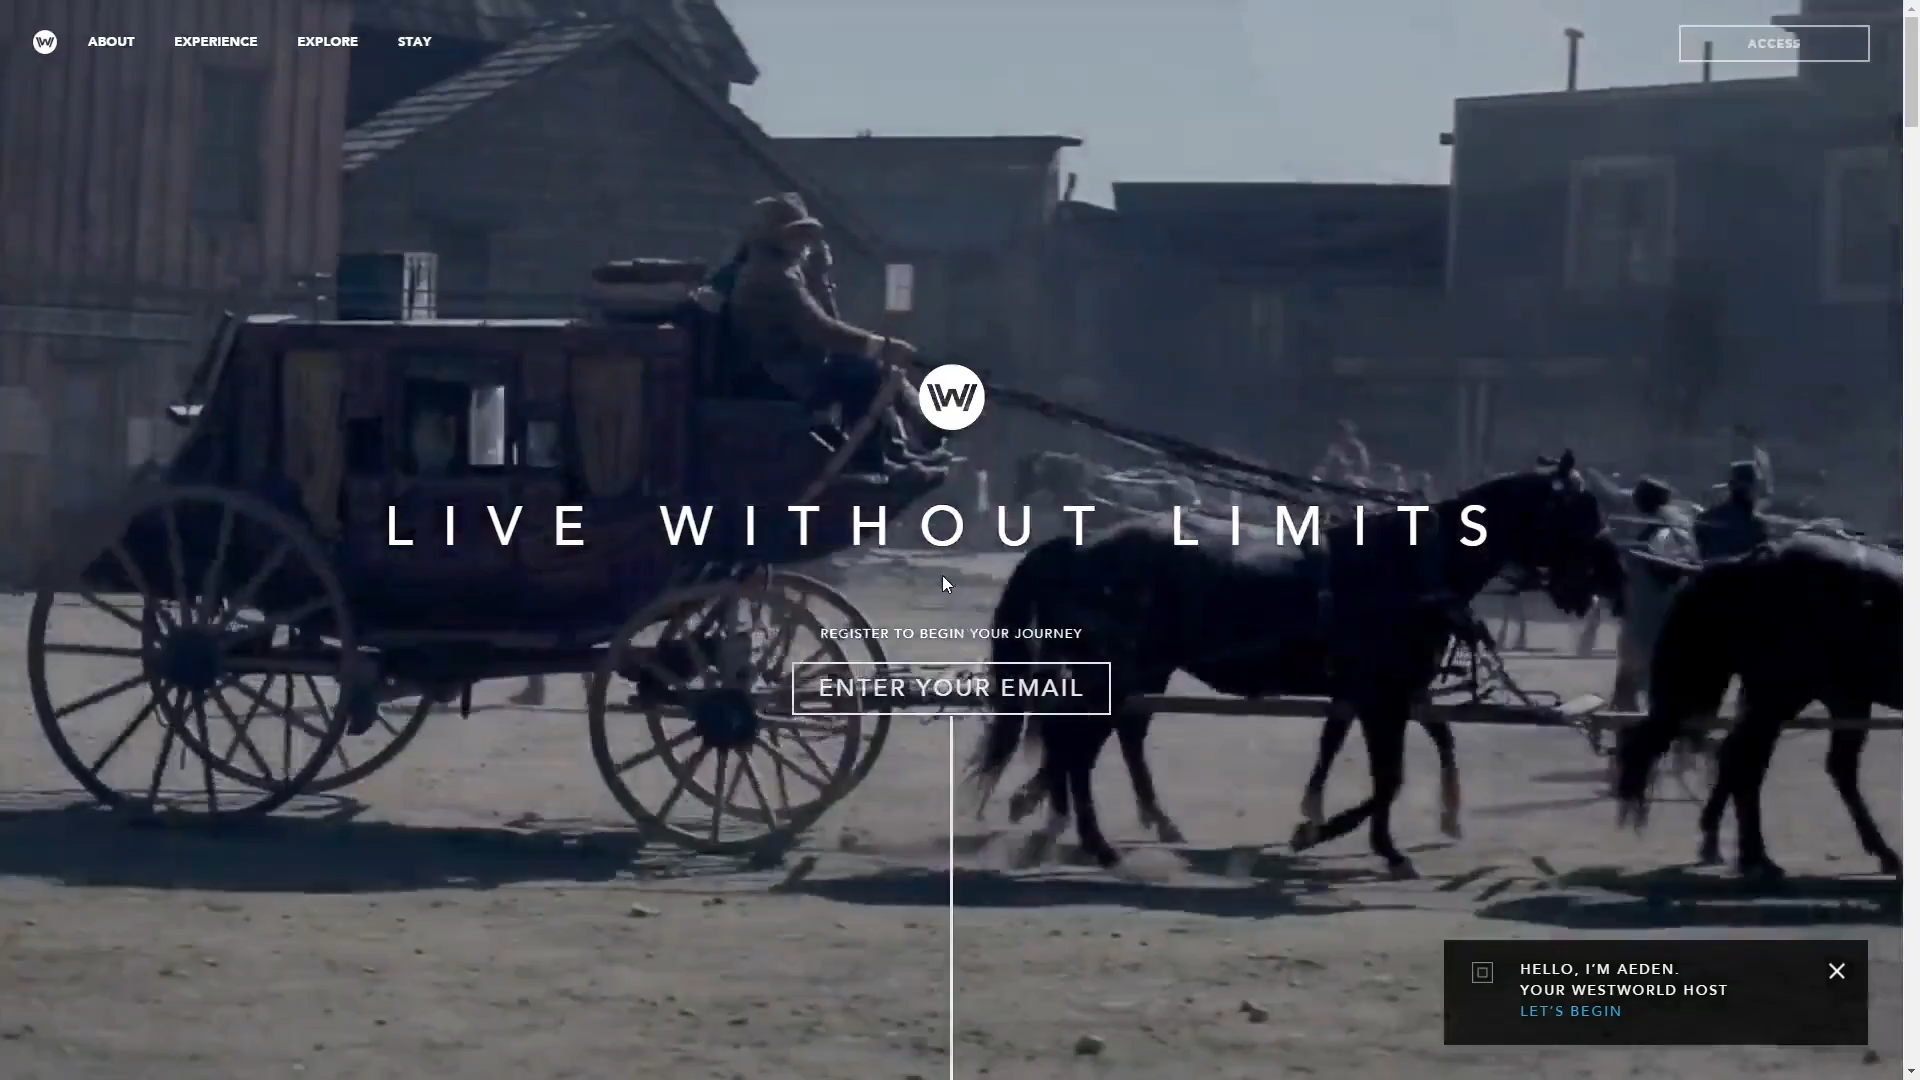 W
ABOUT
EXPERIENCE
EXPLORE
STAY
ACCESS
W
LIVE WITHOUT LIMITS
REGISTER TO BEGIN YOUR JOURNEY
ENTER YOUR EMAIL
HELLO, I'M AEDEN.
YOUR WESTWORLD HOST
LET'S BEGIN